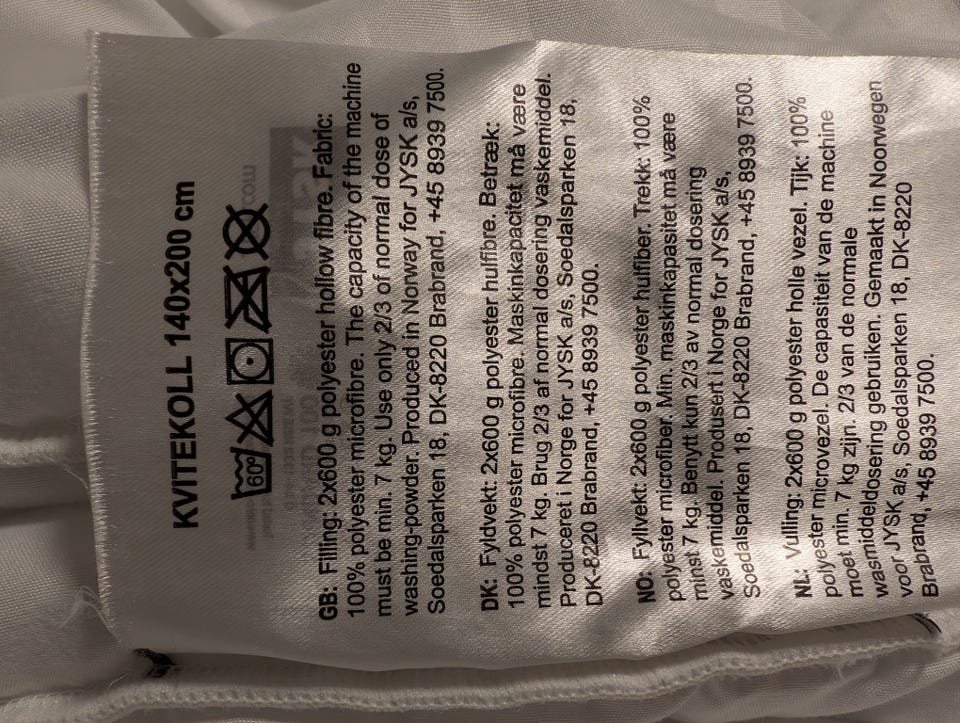 KVITEKOLL 140x200 cm
60°
GB: Filling: 2x600 g polyester hollow fibre. Fabric:
100% polyester microfibre. The capacity of the machine
must be min. 7 kg. Use only 2/3 of normal dose of
washing-powder. Produced in Norway for JYSK a/s,
Soedalsparken 18, DK-8220 Brabrand, +45 8939 7500.
DK: Fyldvekt: 2x600 g polyester hulfibre. Betræk:
100% polyester microfibre. Maskinkapacitet må være
mindst 7 kg. Brug 2/3 af normal dosering vaskemiddel.
Produceret i Norge for JYSK a/s, Soedalsparken 18,
DK-8220 Brabrand, +45 8939 7500.
NO: Fyllvekt: 2x600 g polyester hulfiber. Trekk: 100%
polyester microfiber. Min. maskinkapasitet må være
minst 7 kg. Benytt kun 2/3 av normal dosering
vaskemiddel. Produsert i Norge for JYSK a/s,
Soedalsparken 18, DK-8220 Brabrand, +45 8939 7500.
NL: Vulling: 2x600 g polyester holle vezel. Tijk: 100%
polyester microvezel. De capasiteit van de machine
moet min. 7 kg zijn. 2/3 van de normale
wasmiddeldosering gebruiken. Gemaakt in Noorwegen
voor JYSK a/s, Soedalsparken 18, DK-8220
Brabrand, +45 8939 7500.